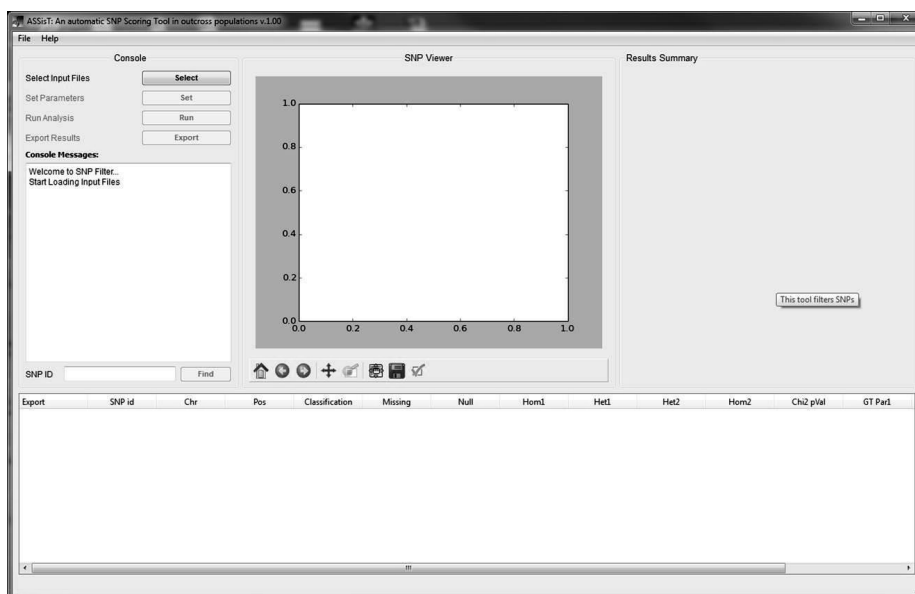 ASSisT: An automatic SNP Scoring Tool in outcross populations v.1.00
File Help
Console
Select Input Files Select
Set Parameters Set
Run Analysis Run
Export Results Export
Console Messages:
Welcome to SNP Filter...
Start Loading Input Files
SNP ID Find
SNP Viewer
1.0
0.8
0.6
0.4
0.2
0.0
0.0 0.2 0.4 0.6 0.8 1.0
Results Summary
This tool filters SNPs
Export SNP id Chr Pos Classification Missing Null Hom1 Het1 Het2 Hom2 Chi2 pVal GT Par1